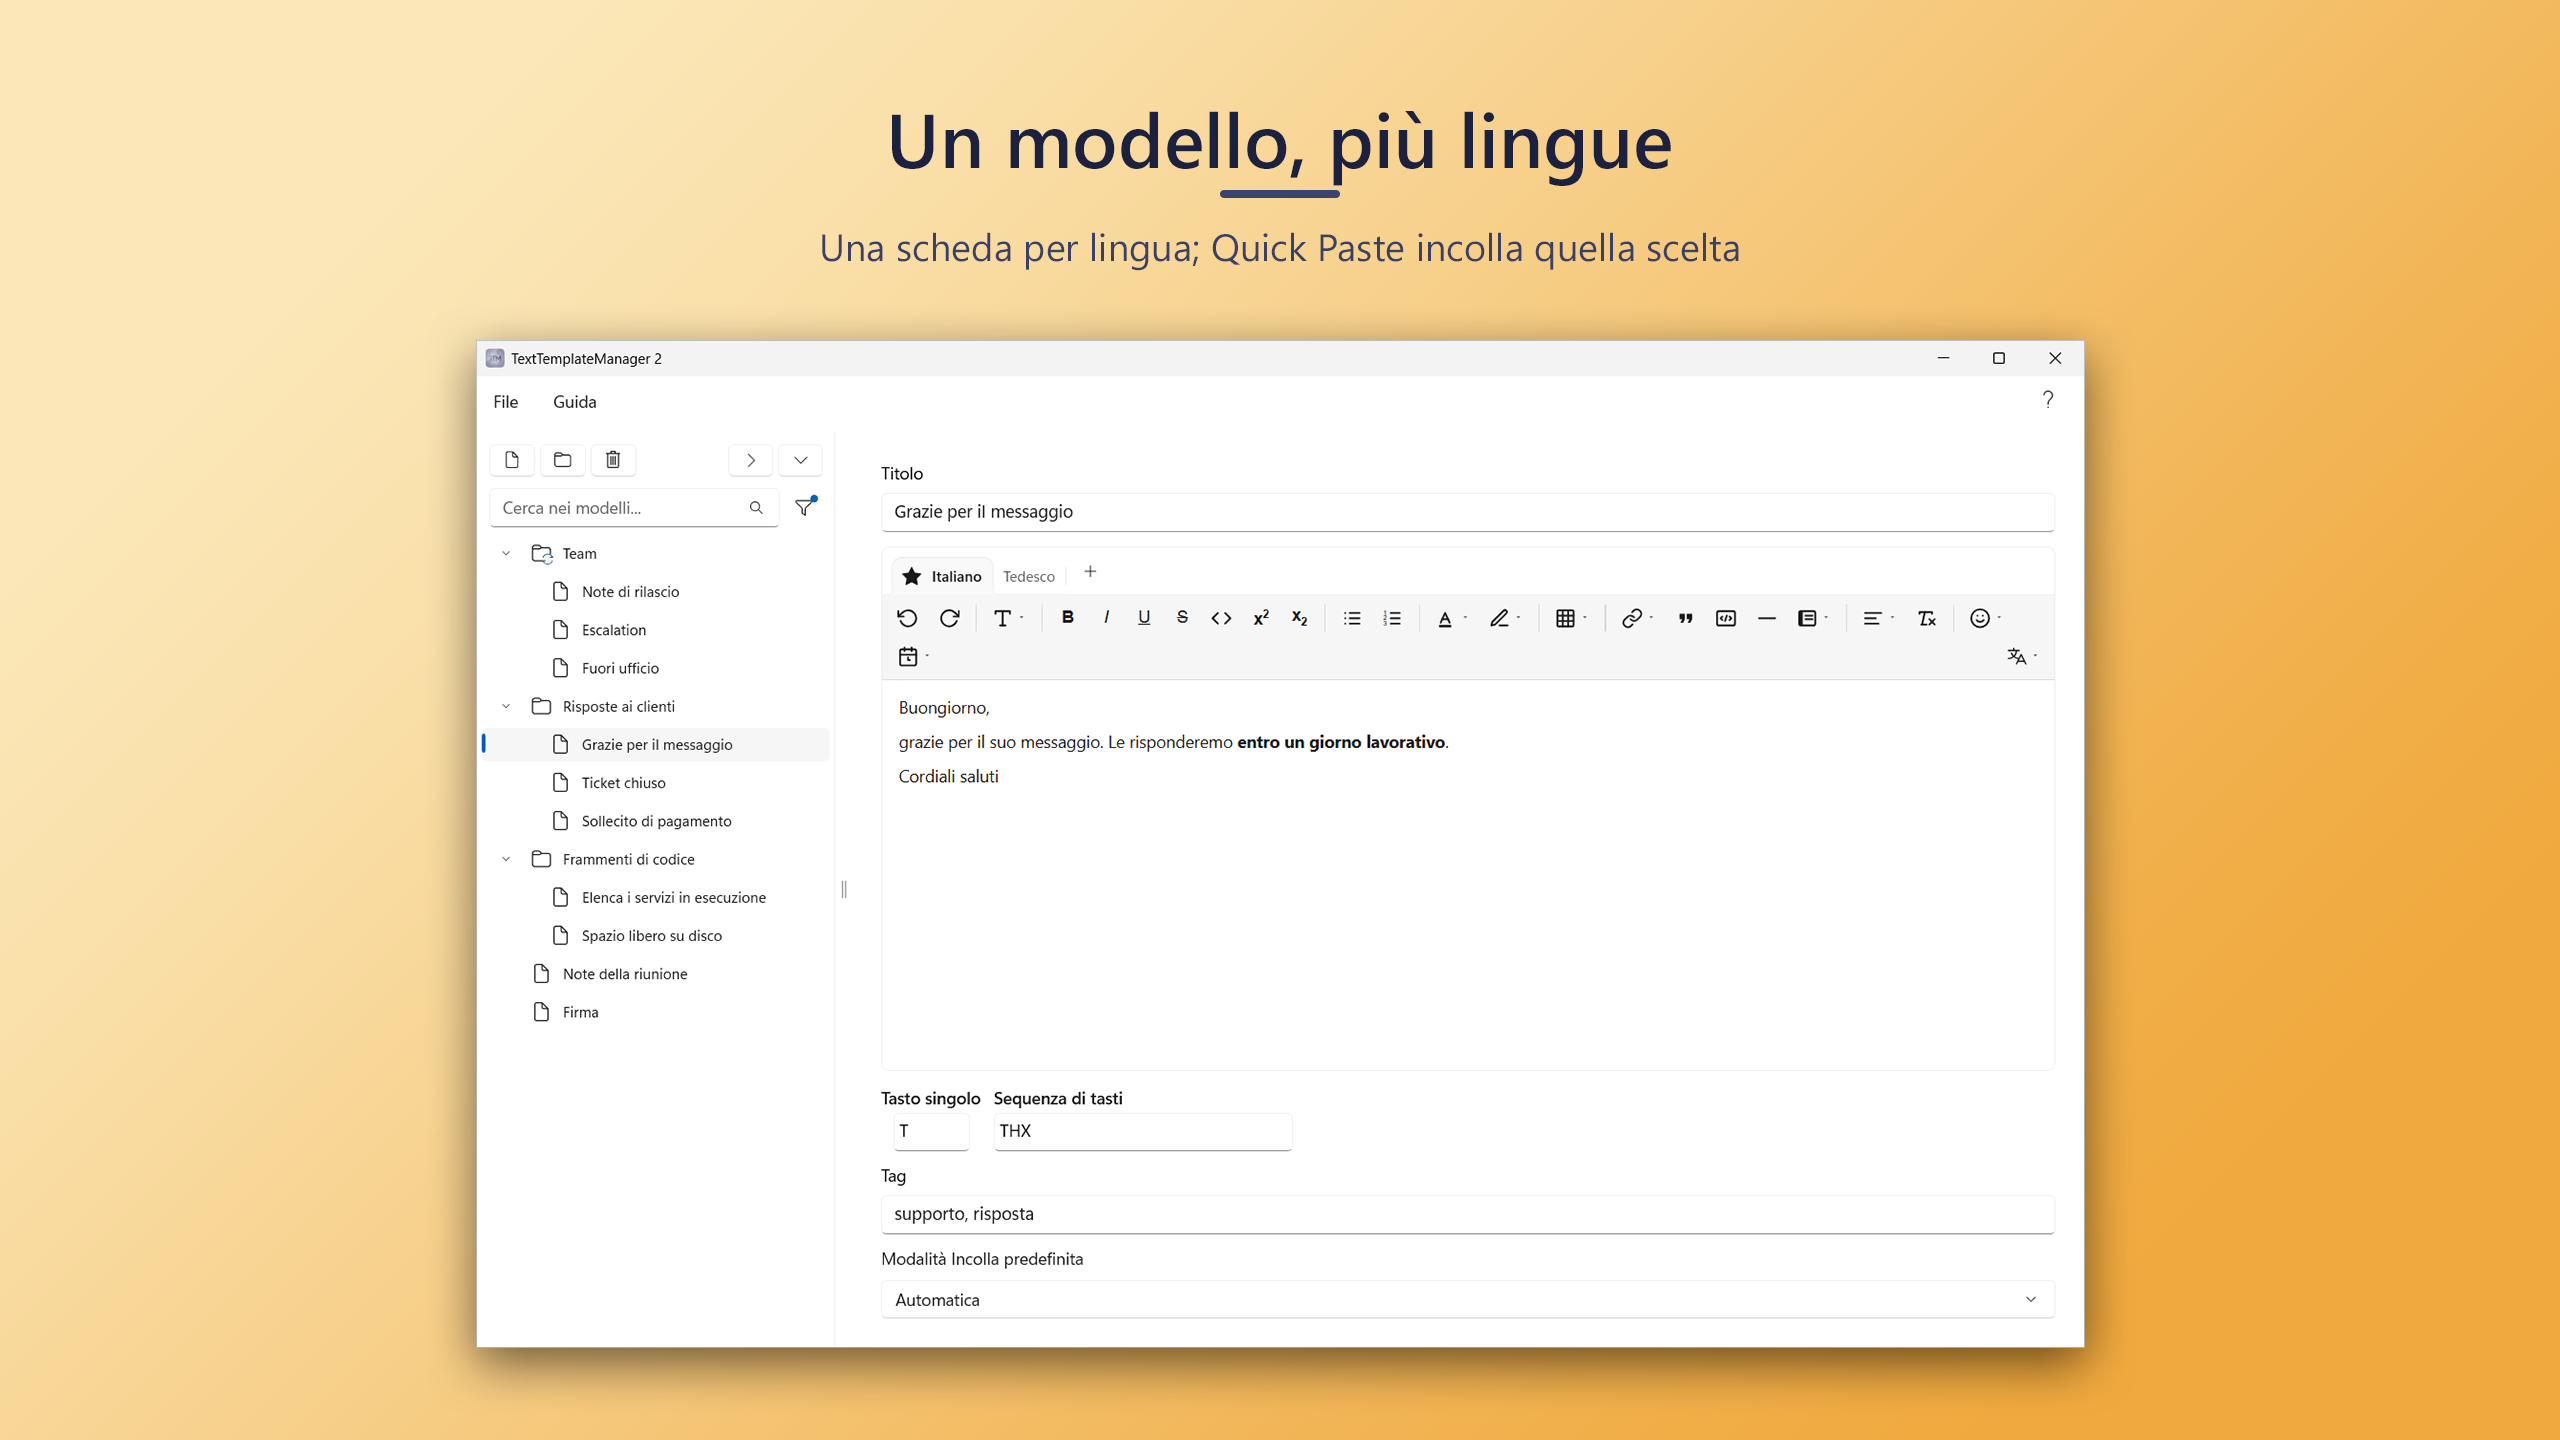 Un modello, più lingue
Una scheda per lingua; Quick Paste incolla quella scelta
TextTemplateManager 2
File Guida
Cerca nei modelli...
Team
Note di rilascio
Escalation
Fuori ufficio
Risposte ai clienti
Grazie per il messaggio
Ticket chiuso
Sollecito di pagamento
Frammenti di codice
Elenca i servizi in esecuzione
Spazio libero su disco
Note della riunione
Firma
Titolo
Grazie per il messaggio
Italiano Tedesco
Buongiorno,
grazie per il suo messaggio. Le risponderemo entro un giorno lavorativo.
Cordiali saluti
Tasto singolo Sequenza di tasti
T THX
Tag
supporto, risposta
Modalità Incolla predefinita
Automatica